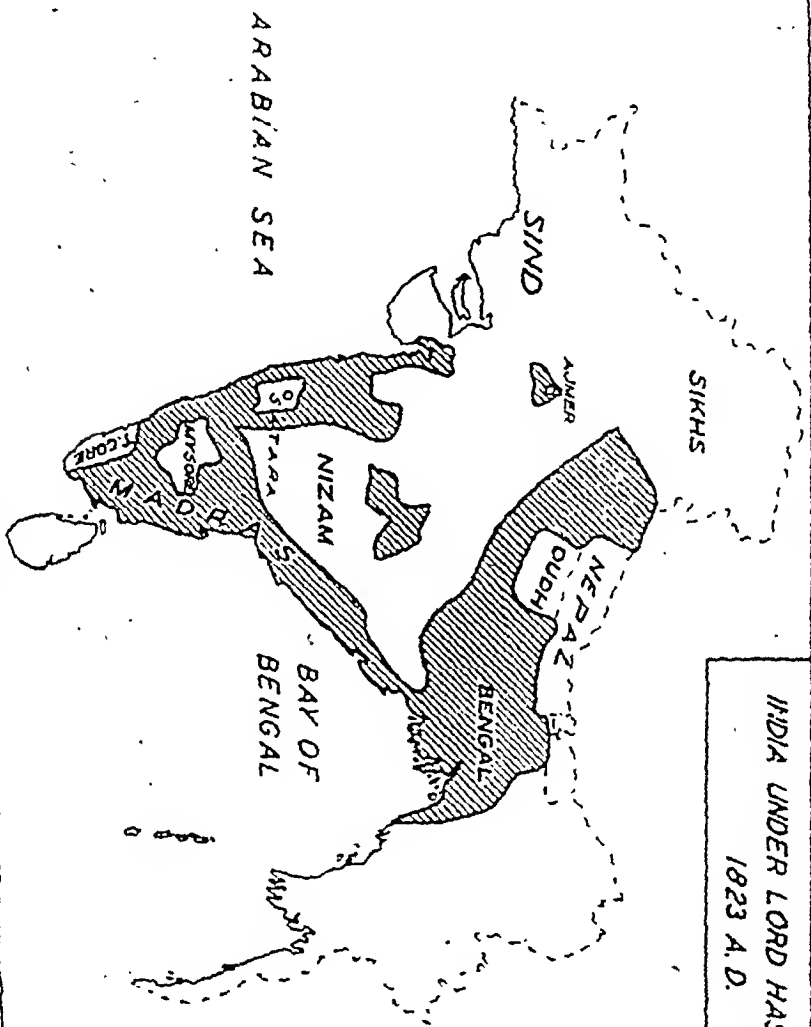 INDIA UNDER LORD HAS
1823 A.D.
SIKHS
SIND
AJMER
NEPAL
OUDH
BENGAL
NIZAM
SATARA
MYSORE
MADRAS
T. CORE
ARABIAN SEA
BAY OF
BENGAL